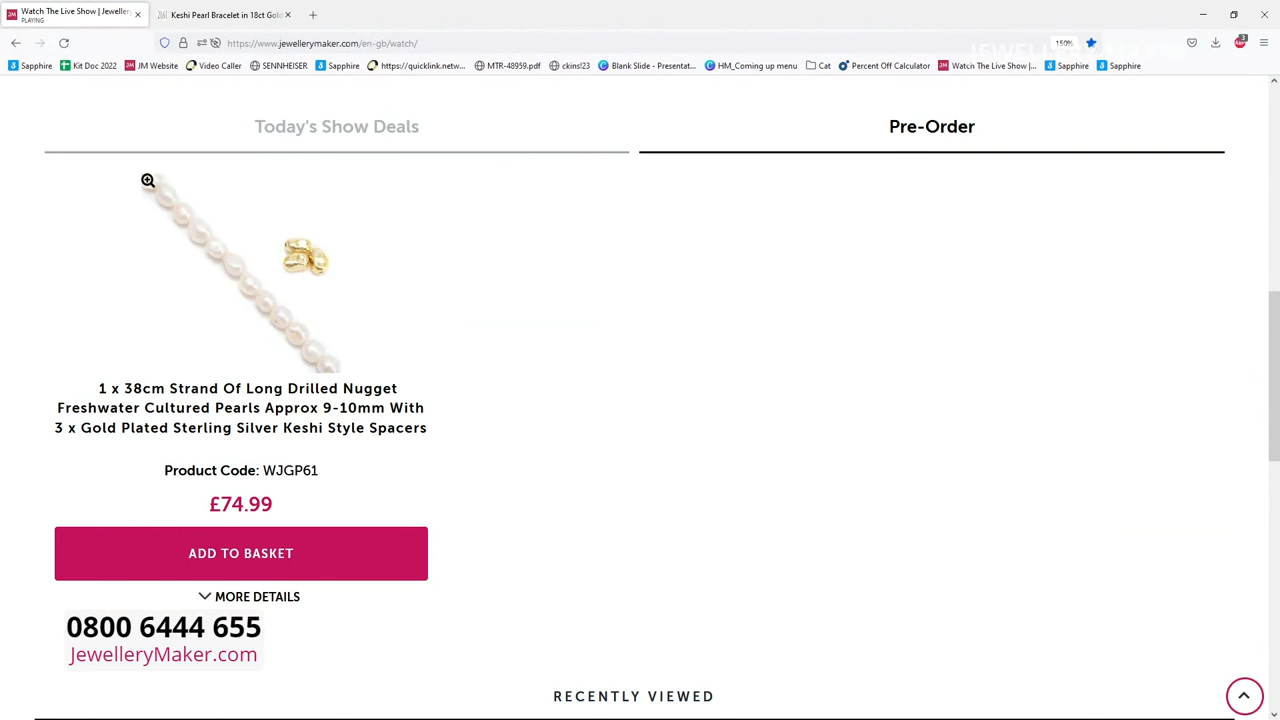 Watch The Live Show | Jeweller
PLAYING
Keshi Pearl Bracelet in 18ct Gold
https://www.jewellerymaker.com/en-gb/watch/
150%
Sapphire
Kit Doc 2022
JM Website
Video Caller
SENNHEISER
Sapphire
https://quicklink.netw...
MTR-48959.pdf
ckins!23
Blank Slide - Presentat...
HM_Coming up menu
Cat
Percent Off Calculator
Watch The Live Show |...
Sapphire
Sapphire
Today's Show Deals
Pre-Order
1 x 38cm Strand Of Long Drilled Nugget
Freshwater Cultured Pearls Approx 9-10mm With
3 x Gold Plated Sterling Silver Keshi Style Spacers
Product Code: WJGP61
£74.99
ADD TO BASKET
MORE DETAILS
0800 6444 655
JewelleryMaker.com
RECENTLY VIEWED